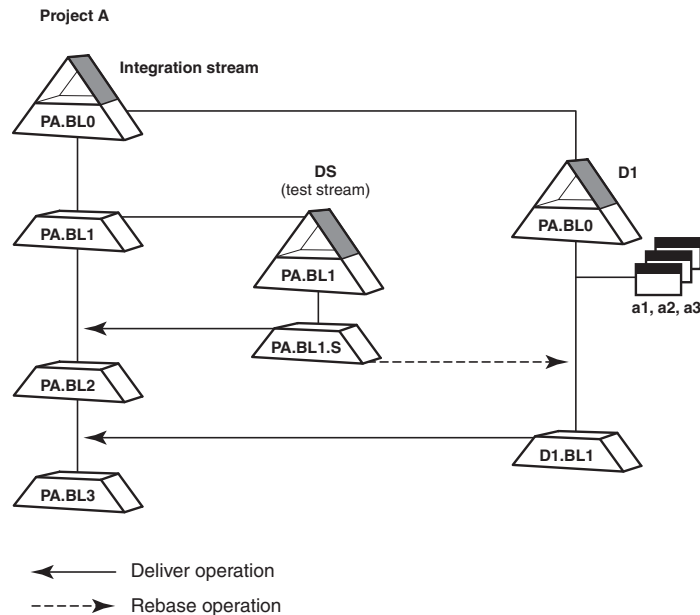 Project A
Integration stream
PA.BL0
DS
(test stream)
D1
PA.BL0
PA.BL1
PA.BL1
a1, a2, a3
PA.BL1.S
PA.BL2
D1.BL1
PA.BL3
Deliver operation
Rebase operation